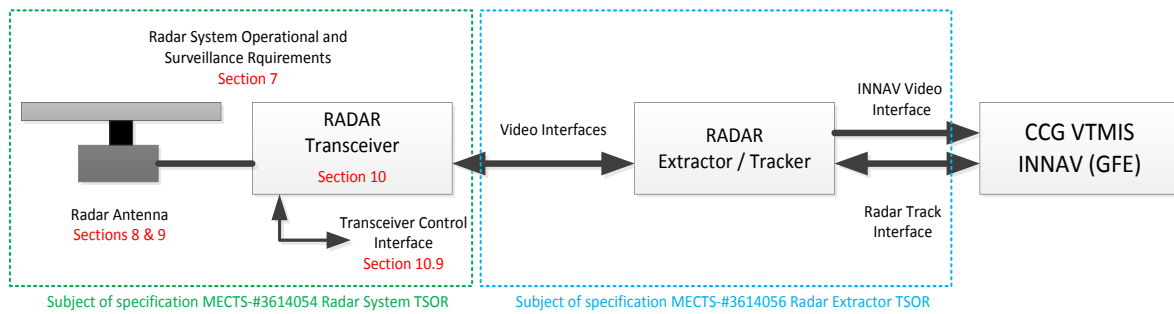 Radar System Operational and
Surveillance Rquirements
Section 7
RADAR
Transceiver
Section 10
Radar Antenna
Sections 8 & 9
Transceiver Control
Interface
Section 10.9
Subject of specification MECTS-#3614054 Radar System TSOR
Video Interfaces
RADAR
Extractor / Tracker
INNAV Video
Interface
Radar Track
Interface
Subject of specification MECTS-#3614056 Radar Extractor TSOR
CCG VTMIS
INNAV (GFE)